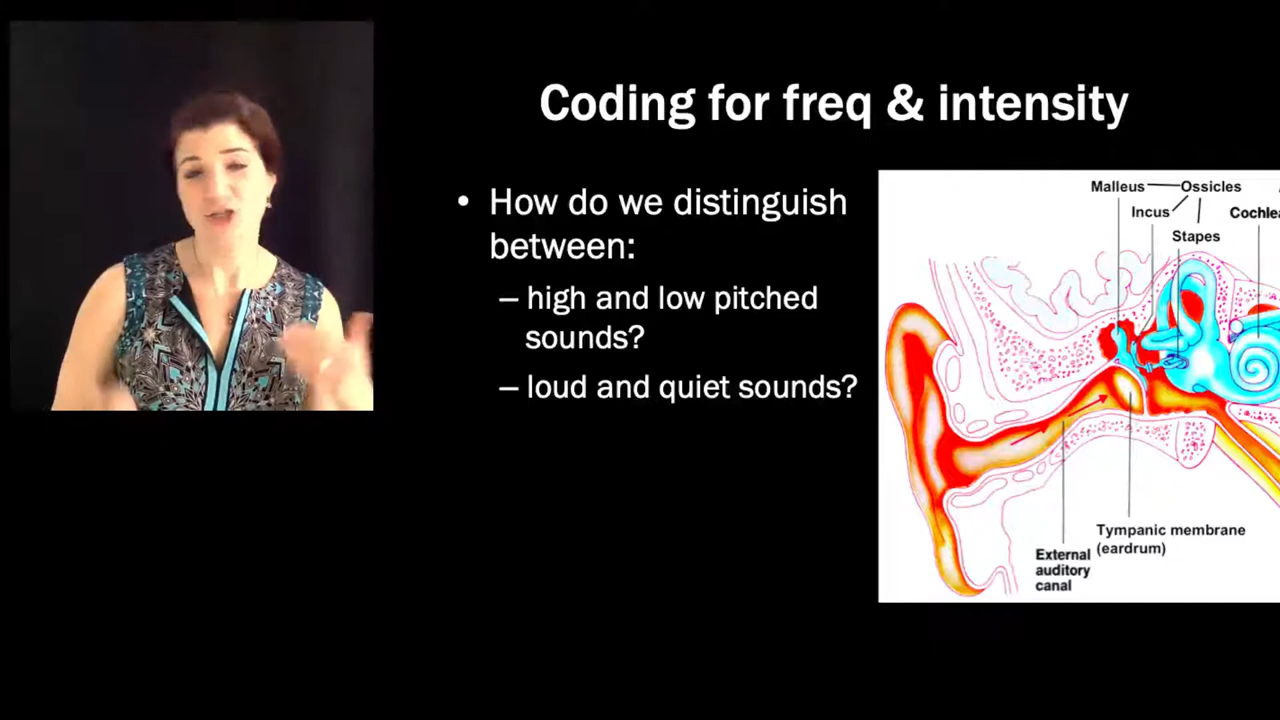 Coding for freq & intensity
• How do we distinguish
between:
– high and low pitched
sounds?
– loud and quiet sounds?
Malleus
Ossicles
Incus
Stapes
Tympanic membrane
(eardrum)
External
auditory
canal